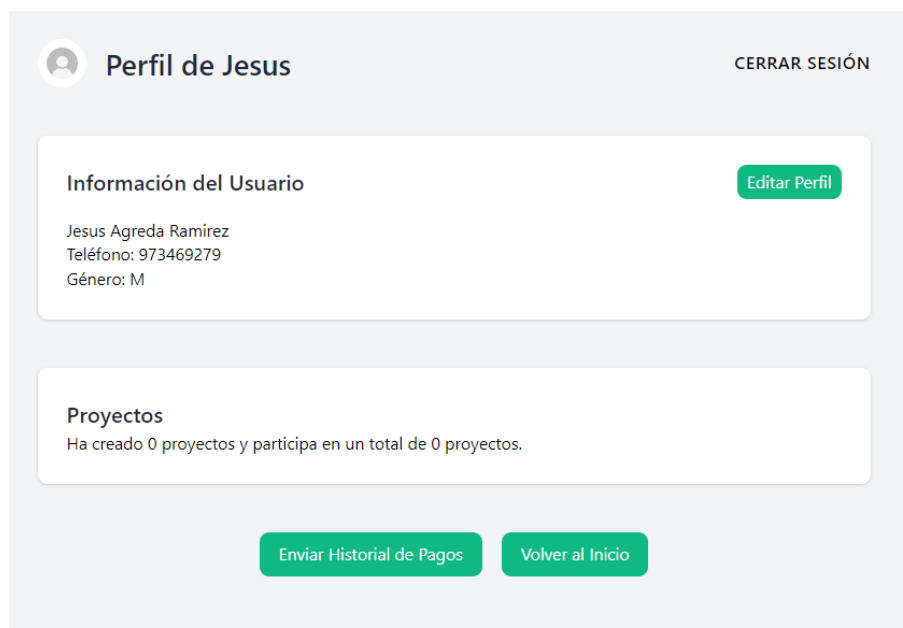 Perfil de Jesus
CERRAR SESIÓN
Información del Usuario
Editar Perfil
Jesus Agreda Ramirez
Teléfono: 973469279
Género: M
Proyectos
Ha creado 0 proyectos y participa en un total de 0 proyectos.
Enviar Historial de Pagos
Volver al Inicio